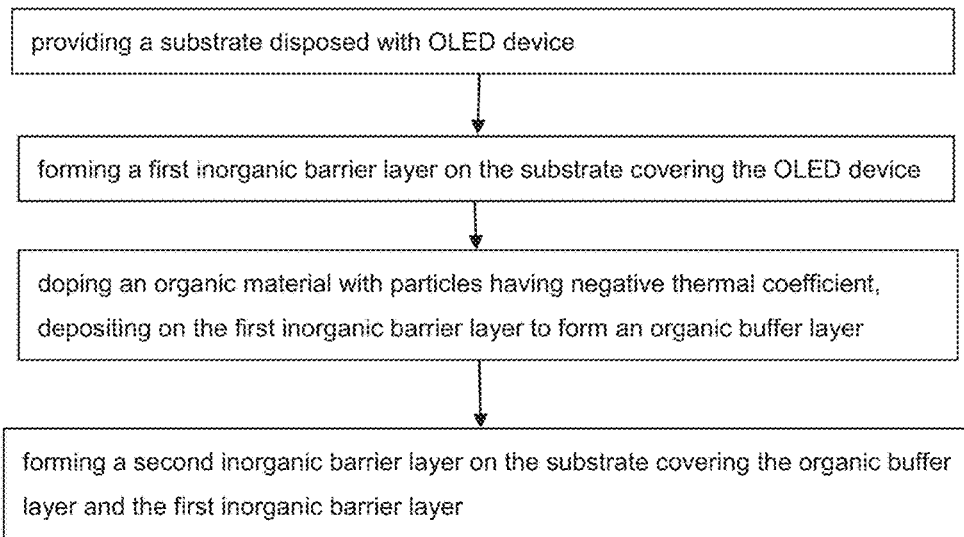 providing a substrate disposed with OLED device
forming a first inorganic barrier layer on the substrate covering the OLED device
doping an organic material with particles having negative thermal coefficient,
depositing on the first inorganic barrier layer to form an organic buffer layer
forming a second inorganic barrier layer on the substrate covering the organic buffer
layer and the first inorganic barrier layer